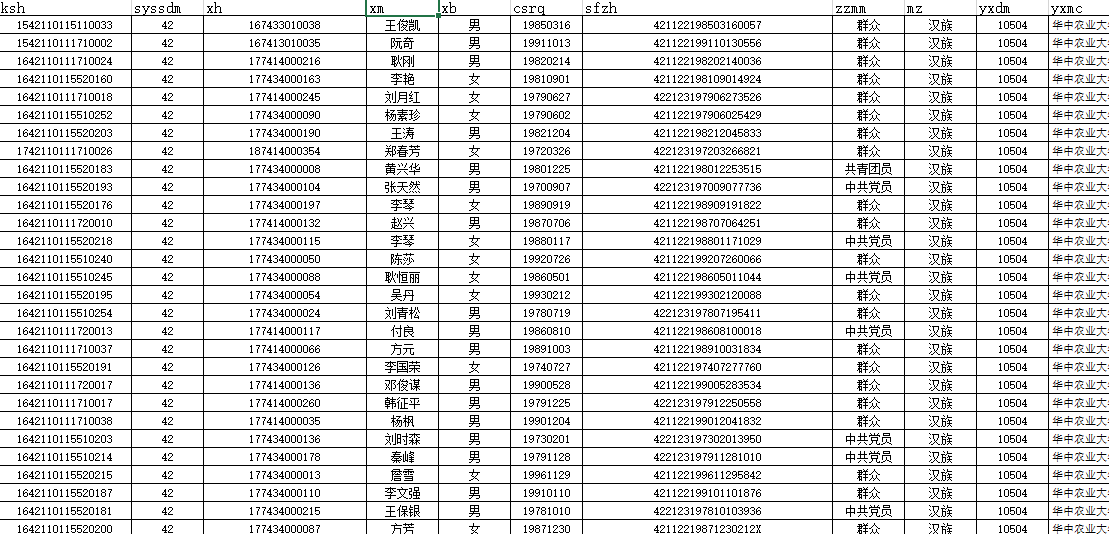 ksh syssdm xh xm xb csrq sfzh zzmm mz yxdm yxmc
1542110115110033 42 167433010038 王俊凯 男 19850316 421122198503160057 群众 汉族 10504 华中农业大
1542110111710002 42 167413010035 阮奇 男 19911013 421122199110130556 群众 汉族 10504 华中农业大
1642110111710024 42 177414000216 耿刚 男 19820214 421122198202140036 群众 汉族 10504 华中农业大
1642110115520160 42 177434000163 李艳 女 19810901 421122198109014924 群众 汉族 10504 华中农业大
1642110111710018 42 177414000245 刘月红 女 19790627 422123197906273526 群众 汉族 10504 华中农业大
1642110115510252 42 177434000090 杨素珍 女 19790602 422122197906025429 群众 汉族 10504 华中农业大
1642110115520203 42 177434000190 王涛 男 19821204 421122198212045833 群众 汉族 10504 华中农业大
1742110111710026 42 187414000354 郑春芳 女 19720326 422123197203266821 群众 汉族 10504 华中农业大
1642110115520183 42 177434000008 黄兴华 男 19801225 421122198012253515 共青团员 汉族 10504 华中农业大
1642110115520193 42 177434000104 张天然 男 19700907 422123197009077736 中共党员 汉族 10504 华中农业大
1642110115520176 42 177434000197 李琴 女 19890919 421122198909191822 群众 汉族 10504 华中农业大
1642110111720010 42 177414000132 赵兴 男 19870706 421122198707064251 群众 汉族 10504 华中农业大
1642110115520218 42 177434000115 李琴 女 19880117 421122198801171029 中共党员 汉族 10504 华中农业大
1642110115510240 42 177434000050 陈莎 女 19920726 421122199207260066 群众 汉族 10504 华中农业大
1642110115510245 42 177434000088 耿恒丽 女 19860501 421122198605011044 中共党员 汉族 10504 华中农业大
1642110115520195 42 177434000054 吴丹 女 19930212 421122199302120088 群众 汉族 10504 华中农业大
1642110115510254 42 177434000024 刘青松 男 19780719 422123197807195411 群众 汉族 10504 华中农业大
1642110111720013 42 177414000117 付良 男 19860810 421122198608100018 中共党员 汉族 10504 华中农业大
1642110111710037 42 177414000066 方元 男 19891003 421122198910031834 群众 汉族 10504 华中农业大
1642110115520191 42 177434000126 李国荣 女 19740727 422122197407277760 群众 汉族 10504 华中农业大
1642110111720017 42 177414000136 邓俊谋 男 19900528 421122199005283534 群众 汉族 10504 华中农业大
1642110111710017 42 177414000260 韩征平 男 19791225 422123197912250558 群众 汉族 10504 华中农业大
1642110111710038 42 177414000035 杨枫 男 19901204 421122199012041832 群众 汉族 10504 华中农业大
1642110115510203 42 177434000136 刘时森 男 19730201 422123197302013950 中共党员 汉族 10504 华中农业大
1642110115510214 42 177434000178 秦峰 男 19791128 422123197911281010 中共党员 汉族 10504 华中农业大
1642110115520215 42 177434000013 詹雪 女 19961129 421122199611295842 群众 汉族 10504 华中农业大
1642110115520187 42 177434000110 李文强 男 19910110 421122199101101876 群众 汉族 10504 华中农业大
1642110115520181 42 177434000215 王保银 男 19781010 422123197810103936 中共党员 汉族 10504 华中农业大
1642110115520200 42 177434000087 方芳 女 19871230 42112219871230212X 群众 汉族 10504 华中农业大